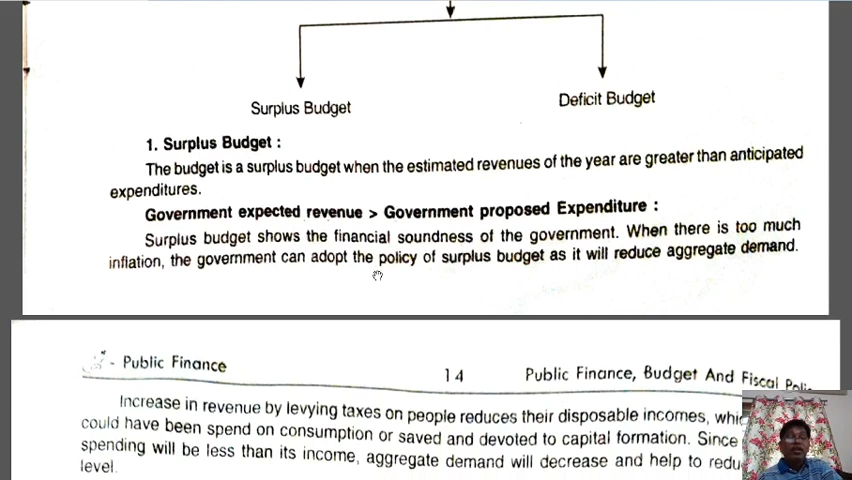 Surplus Budget
Deficit Budget
1. Surplus Budget :
The budget is a surplus budget when the estimated revenues of the year are greater than anticipated
expenditures.
Government expected revenue > Government proposed Expenditure :
Surplus budget shows the financial soundness of the government. When there is too much
inflation, the government can adopt the policy of surplus budget as it will reduce aggregate demand.
- Public Finance
14
Public Finance, Budget And Fiscal
Increase in revenue by levying taxes on people reduces their disposable incomes,
could have been spend on consumption or saved and devoted to capital formation. Since
spending will be less than its income, aggregate demand will decrease and help to
level.